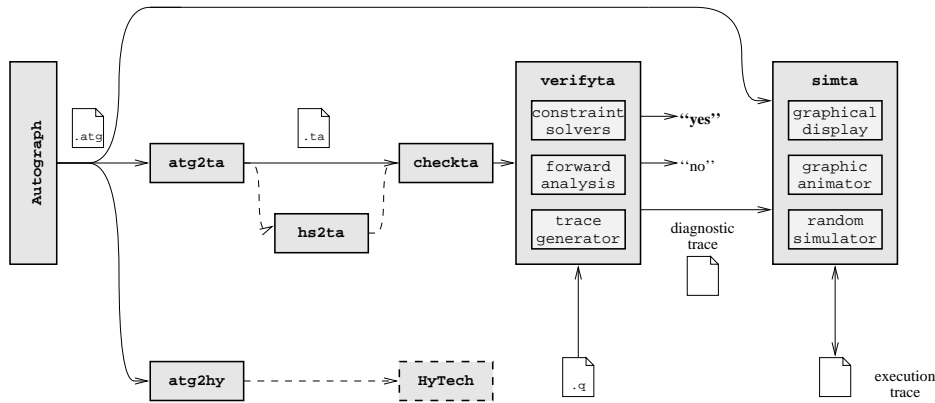 verifyta
simta
Autograph
.atg
.ta
constraint
solvers
“yes”
graphical
display
atg2ta
checkta
forward
analysis
“no”
graphic
animator
hs2ta
trace
generator
diagnostic
trace
random
simulator
atg2hy
HyTech
.q
execution
trace